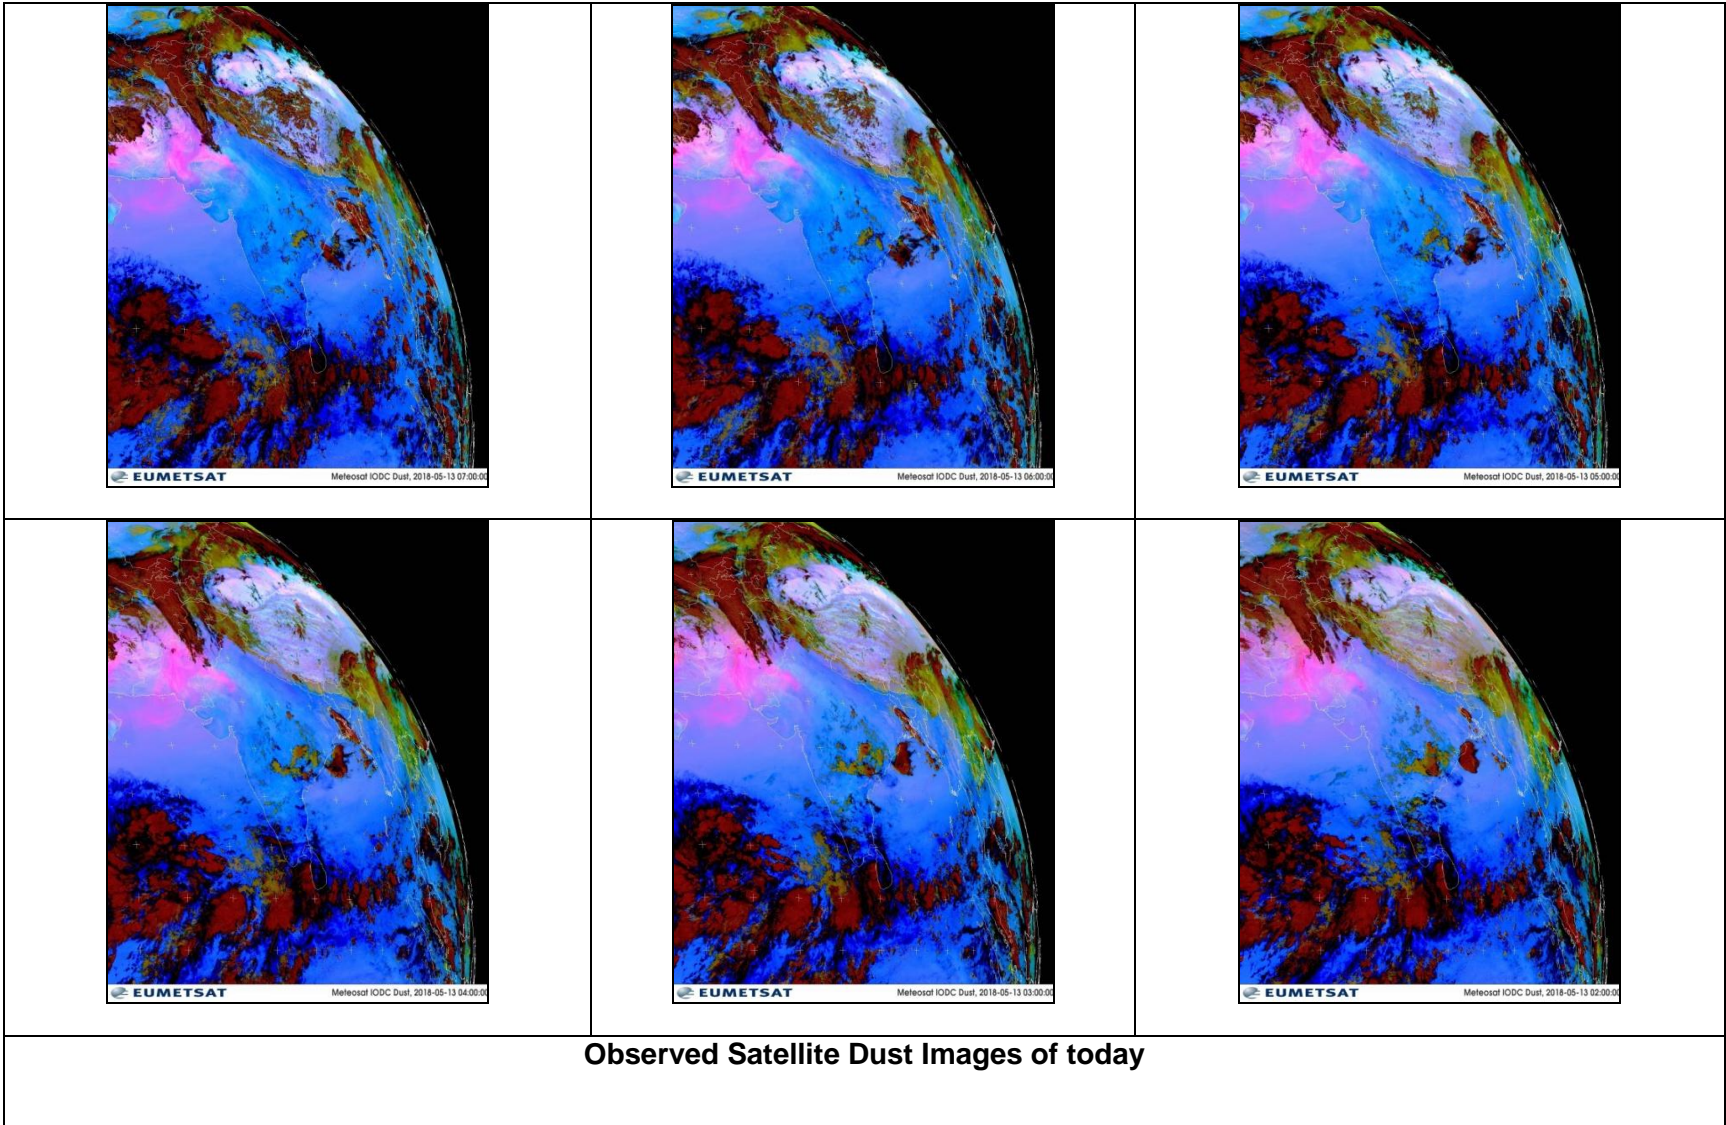 EUMETSAT Meteosat IODC Dust, 2018-05-13 07:00:00
EUMETSAT Meteosat IODC Dust, 2018-05-13 06:00:00
EUMETSAT Meteosat IODC Dust, 2018-05-13 05:00:00
EUMETSAT Meteosat IODC Dust, 2018-05-13 04:00:00
EUMETSAT Meteosat IODC Dust, 2018-05-13 03:00:00
EUMETSAT Meteosat IODC Dust, 2018-05-13 02:00:00
Observed Satellite Dust Images of today